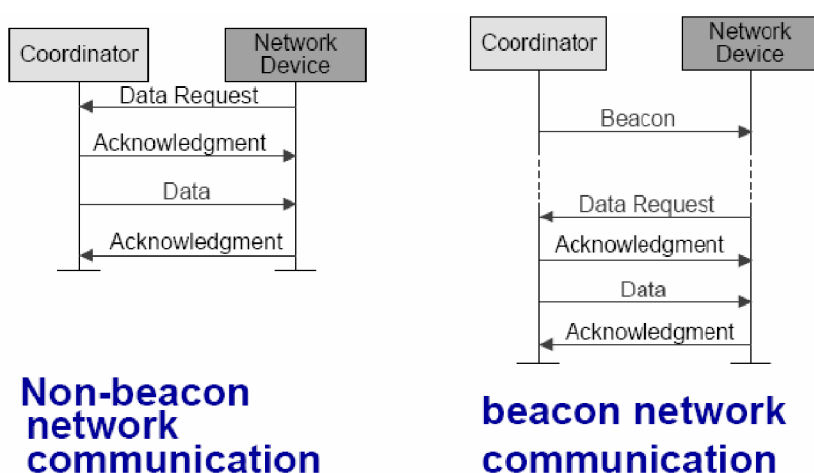 Coordinator
Network
Device
Data Request
Acknowledgment
Data
Acknowledgment
Non-beacon
network
communication
Coordinator
Network
Device
Beacon
Data Request
Acknowledgment
Data
Acknowledgment
beacon network
communication